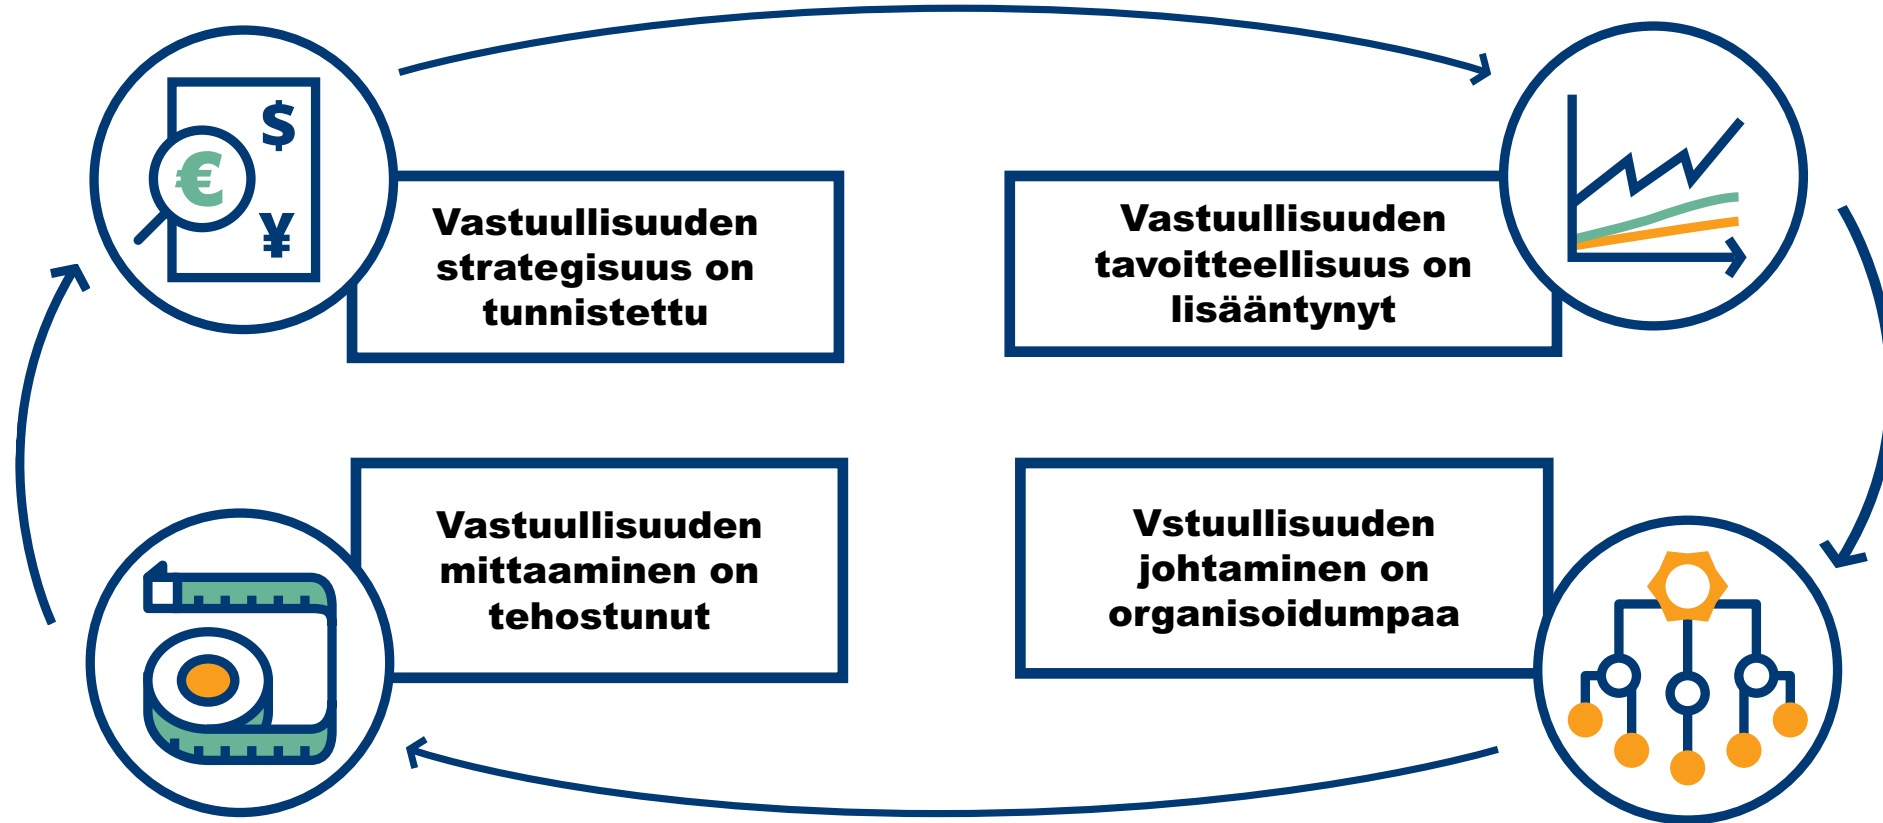 $
€
¥
Vastuullisuuden
strategisuus on
tunnistettu
Vastuullisuuden
tavoitteellisuus on
lisääntynyt
Vastuullisuuden
mittaaminen on
tehostunut
Vstuullisuuden
johtaminen on
organisoidumpaa